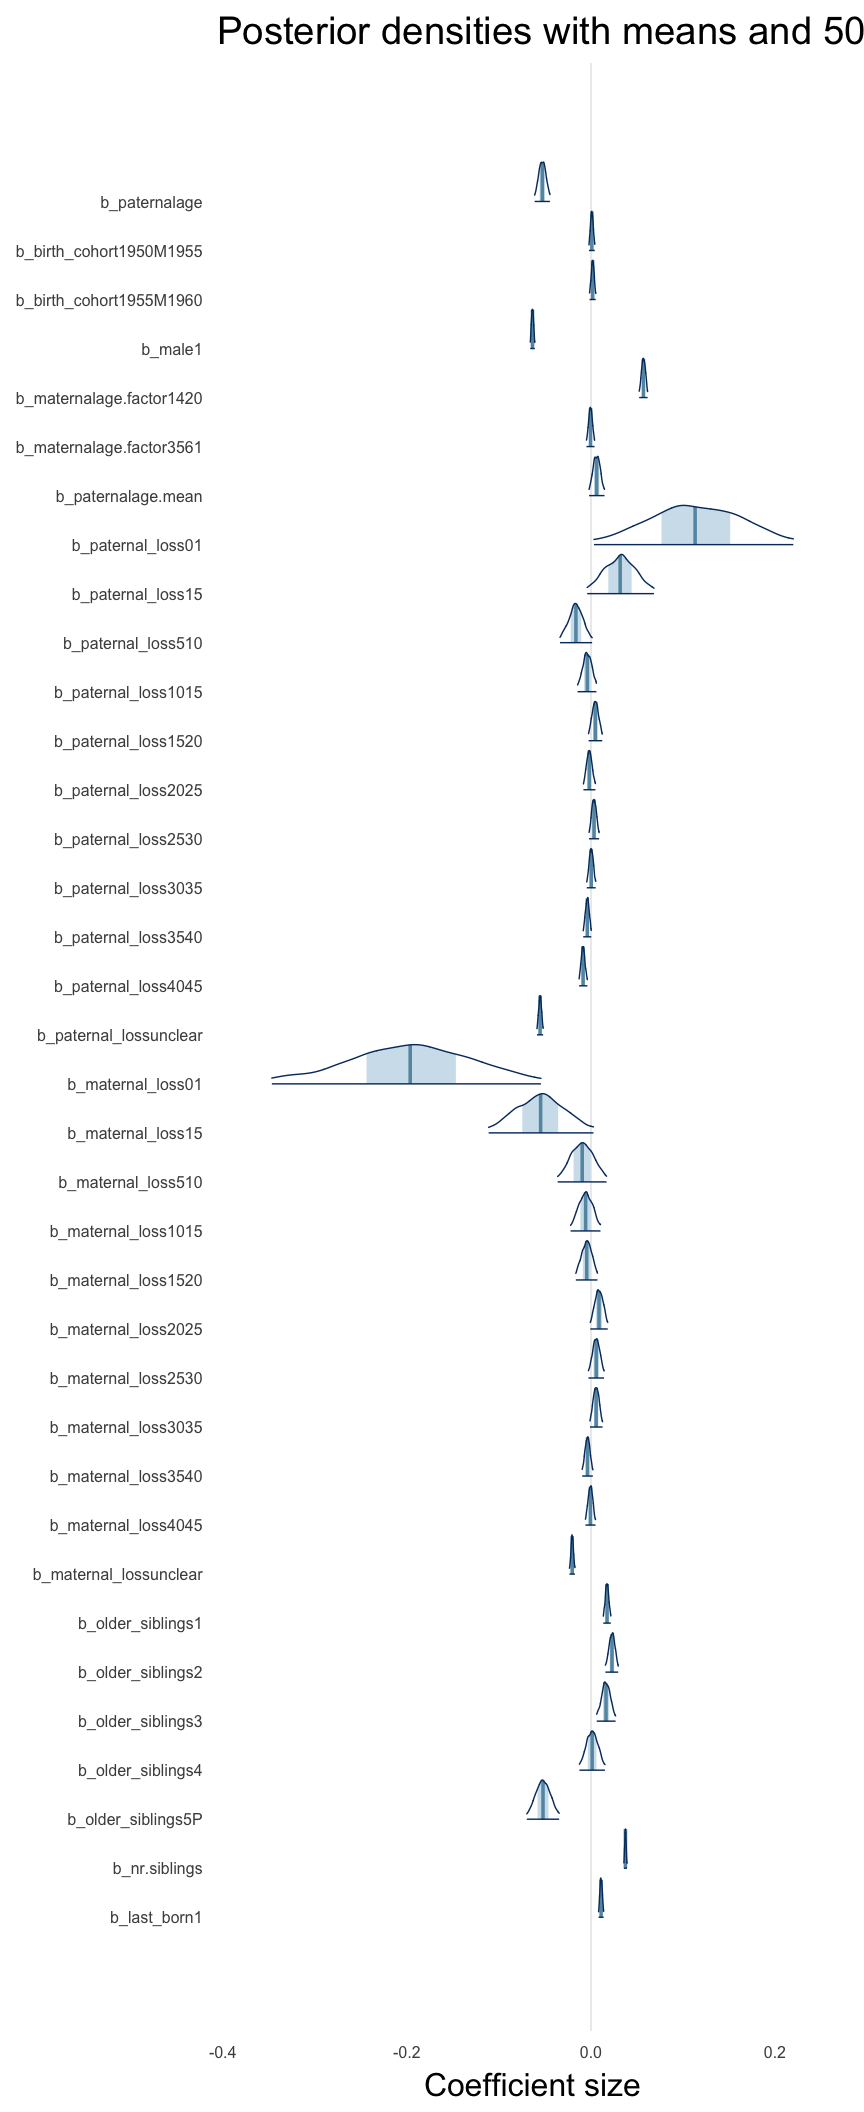 Posterior densities with means and 50
b_paternalage
b_birth_cohort1950M1955
b_birth_cohort1955M1960
b_male1
b_maternalage.factor1420
b_maternalage.factor3561
b_paternalage.mean
b_paternal_loss01
b_paternal_loss15
b_paternal_loss510
b_paternal_loss1015
b_paternal_loss1520
b_paternal_loss2025
b_paternal_loss2530
b_paternal_loss3035
b_paternal_loss3540
b_paternal_loss4045
b_paternal_lossunclear
b_maternal_loss01
b_maternal_loss15
b_maternal_loss510
b_maternal_loss1015
b_maternal_loss1520
b_maternal_loss2025
b_maternal_loss2530
b_maternal_loss3035
b_maternal_loss3540
b_maternal_loss4045
b_maternal_lossunclear
b_older_siblings1
b_older_siblings2
b_older_siblings3
b_older_siblings4
b_older_siblings5P
b_nr.siblings
b_last_born1
-0.4 -0.2 0.0 0.2
Coefficient size